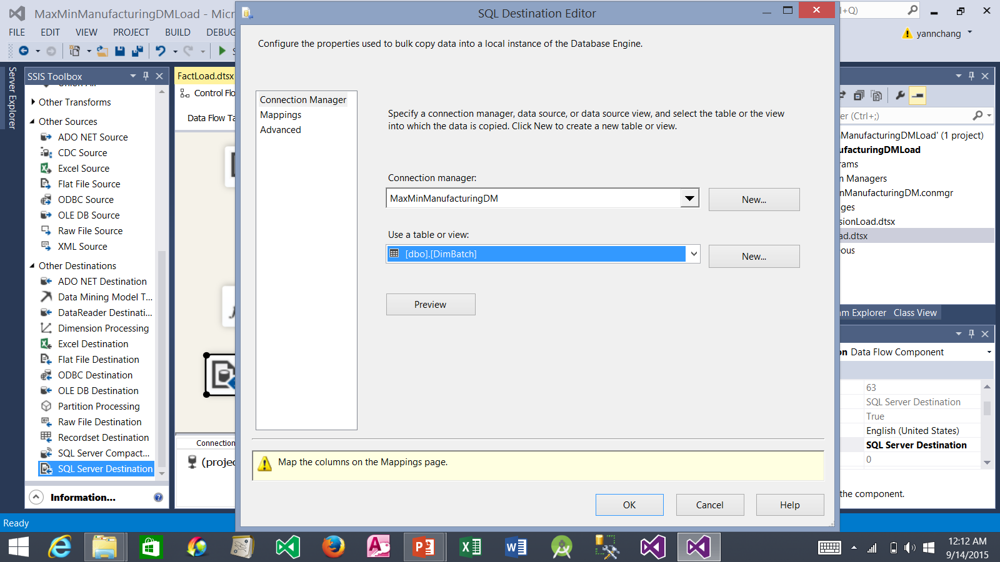 MaxMinManufacturingDMLoad - Micr
SQL Destination Editor
l+Q)
FILE EDIT VIEW PROJECT BUILD DEBUG
yannchang
Configure the properties used to bulk copy data into a local instance of the Database Engine.
Server Explorer
SSIS Toolbox
Union All
Other Transforms
Other Sources
ADO NET Source
CDC Source
Excel Source
Flat File Source
ODBC Source
OLE DB Source
Raw File Source
XML Source
Other Destinations
ADO NET Destination
Data Mining Model T...
DataReader Destinati...
Dimension Processing
Excel Destination
Flat File Destination
ODBC Destination
OLE DB Destination
Partition Processing
Raw File Destination
Recordset Destination
SQL Server Compact...
SQL Server Destination
Information...
FactLoad.dtsx
Control Flo
Data Flow Ta
Connection
(projec
Connection Manager
Mappings
Advanced
Specify a connection manager, data source, or data source view, and select the table or the view
into which the data is copied. Click New to create a new table or view.
Connection manager:
MaxMinManufacturingDM
New...
Use a table or view:
[dbo].[DimBatch]
New...
Preview
Map the columns on the Mappings page.
OK Cancel Help
er (Ctrl+;)
nManufacturingDMLoad' (1 project)
ufacturingDMLoad
rams
n Managers
nManufacturingDM.conmgr
ges
sionLoad.dtsx
ad.dtsx
eous
m Explorer Class View
on Data Flow Component
63
SQL Server Destination
True
English (United States)
SQL Server Destination
0
the component.
Ready
12:12 AM
9/14/2015